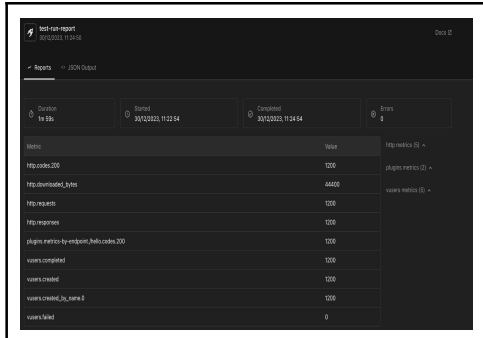 test-run-report
30/12/2023, 11:24:50
Docs
Reports
JSON Output
Duration
1m 59s
Started
30/12/2023, 11:22:54
Completed
30/12/2023, 11:24:54
Errors
0
Metric Value
http.codes.200 1200
http.downloaded_bytes 44400
http.requests 1200
http.responses 1200
plugins.metrics-by-endpoint./hello.codes.200 1200
vusers.completed 1200
vusers.created 1200
vusers.created_by_name.0 1200
vusers.failed 0
http metrics (5)
plugins metrics (2)
vusers metrics (6)